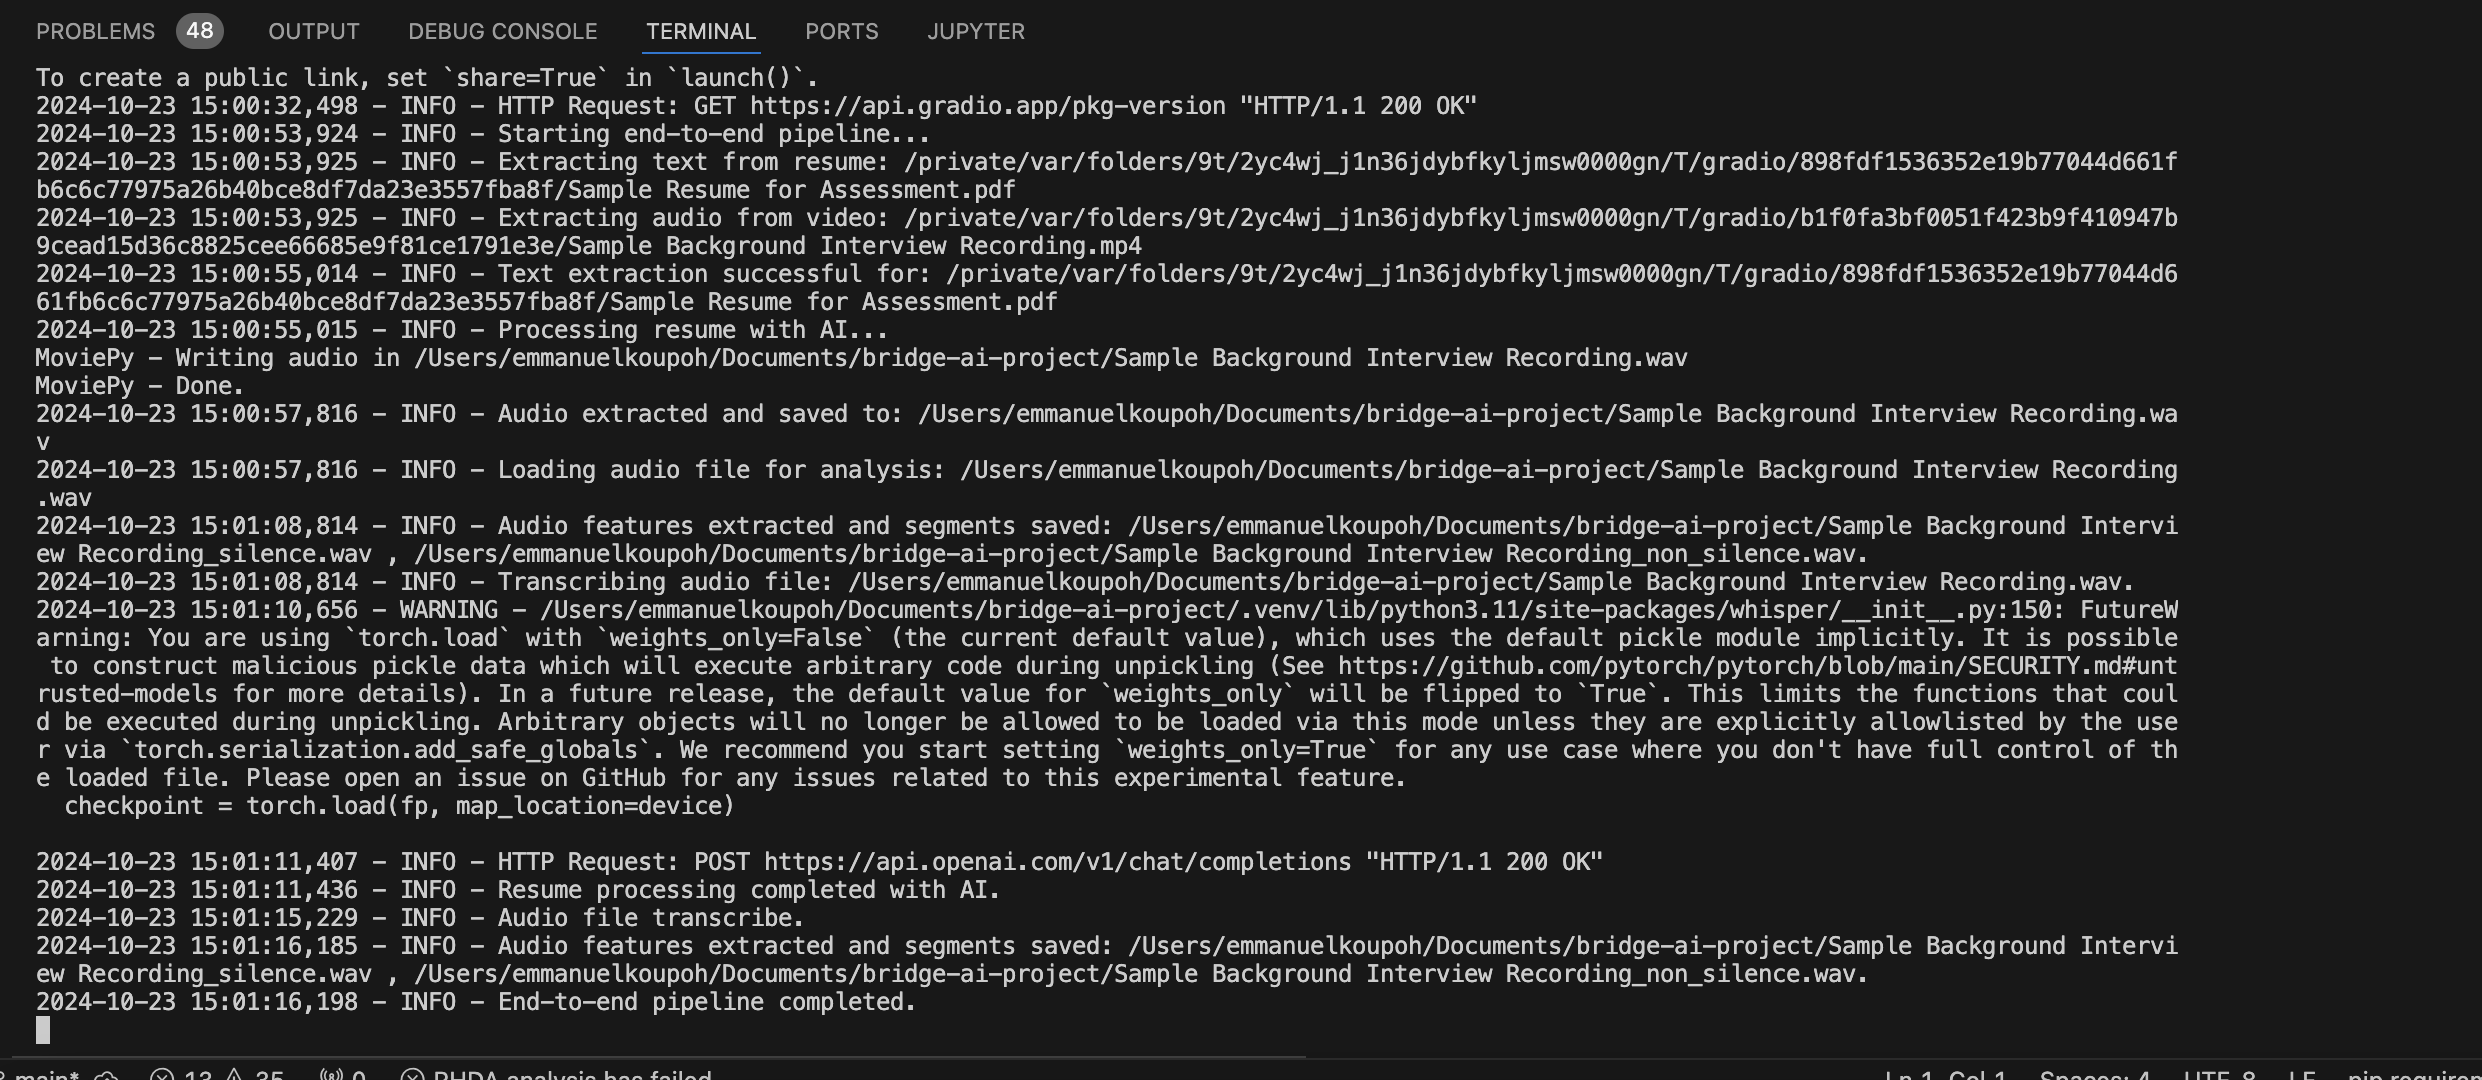 PROBLEMS 48 OUTPUT DEBUG CONSOLE TERMINAL PORTS JUPYTER
To create a public link, set `share=True` in `launch()`.
2024-10-23 15:00:32,498 - INFO - HTTP Request: GET https://api.gradio.app/pkg-version "HTTP/1.1 200 OK"
2024-10-23 15:00:53,924 - INFO - Starting end-to-end pipeline...
2024-10-23 15:00:53,925 - INFO - Extracting text from resume: /private/var/folders/9t/2yc4wj_j1n36jdybfkyljmsw0000gn/T/gradio/898fdf1536352e19b77044d661f
b6c6c77975a26b40bce8df7da23e3557fba8f/Sample Resume for Assessment.pdf
2024-10-23 15:00:53,925 - INFO - Extracting audio from video: /private/var/folders/9t/2yc4wj_j1n36jdybfkyljmsw0000gn/T/gradio/b1f0fa3bf0051f423b9f410947b
9cead15d36c8825cee66685e9f81ce1791e3e/Sample Background Interview Recording.mp4
2024-10-23 15:00:55,014 - INFO - Text extraction successful for: /private/var/folders/9t/2yc4wj_j1n36jdybfkyljmsw0000gn/T/gradio/898fdf1536352e19b77044d6
61fb6c6c77975a26b40bce8df7da23e3557fba8f/Sample Resume for Assessment.pdf
2024-10-23 15:00:55,015 - INFO - Processing resume with AI...
MoviePy - Writing audio in /Users/emmanuelkoupoh/Documents/bridge-ai-project/Sample Background Interview Recording.wav
MoviePy - Done.
2024-10-23 15:00:57,816 - INFO - Audio extracted and saved to: /Users/emmanuelkoupoh/Documents/bridge-ai-project/Sample Background Interview Recording.wa
v
2024-10-23 15:00:57,816 - INFO - Loading audio file for analysis: /Users/emmanuelkoupoh/Documents/bridge-ai-project/Sample Background Interview Recording
.wav
2024-10-23 15:01:08,814 - INFO - Audio features extracted and segments saved: /Users/emmanuelkoupoh/Documents/bridge-ai-project/Sample Background Intervi
ew Recording_silence.wav , /Users/emmanuelkoupoh/Documents/bridge-ai-project/Sample Background Interview Recording_non_silence.wav.
2024-10-23 15:01:08,814 - INFO - Transcribing audio file: /Users/emmanuelkoupoh/Documents/bridge-ai-project/Sample Background Interview Recording.wav.
2024-10-23 15:01:10,656 - WARNING - /Users/emmanuelkoupoh/Documents/bridge-ai-project/.venv/lib/python3.11/site-packages/whisper/__init__.py:150: FutureW
arning: You are using `torch.load` with `weights_only=False` (the current default value), which uses the default pickle module implicitly. It is possible
 to construct malicious pickle data which will execute arbitrary code during unpickling (See https://github.com/pytorch/pytorch/blob/main/SECURITY.md#unt
rusted-models for more details). In a future release, the default value for `weights_only` will be flipped to `True`. This limits the functions that coul
d be executed during unpickling. Arbitrary objects will no longer be allowed to be loaded via this mode unless they are explicitly allowlisted by the use
r via `torch.serialization.add_safe_globals`. We recommend you start setting `weights_only=True` for any use case where you don't have full control of th
e loaded file. Please open an issue on GitHub for any issues related to this experimental feature.
  checkpoint = torch.load(fp, map_location=device)
2024-10-23 15:01:11,407 - INFO - HTTP Request: POST https://api.openai.com/v1/chat/completions "HTTP/1.1 200 OK"
2024-10-23 15:01:11,436 - INFO - Resume processing completed with AI.
2024-10-23 15:01:15,229 - INFO - Audio file transcribe.
2024-10-23 15:01:16,185 - INFO - Audio features extracted and segments saved: /Users/emmanuelkoupoh/Documents/bridge-ai-project/Sample Background Intervi
ew Recording_silence.wav , /Users/emmanuelkoupoh/Documents/bridge-ai-project/Sample Background Interview Recording_non_silence.wav.
2024-10-23 15:01:16,198 - INFO - End-to-end pipeline completed.
main* 13 35 0 RHDA analysis has failed Ln 1, Col 1 Spaces: 4 UTF-8 LF pip